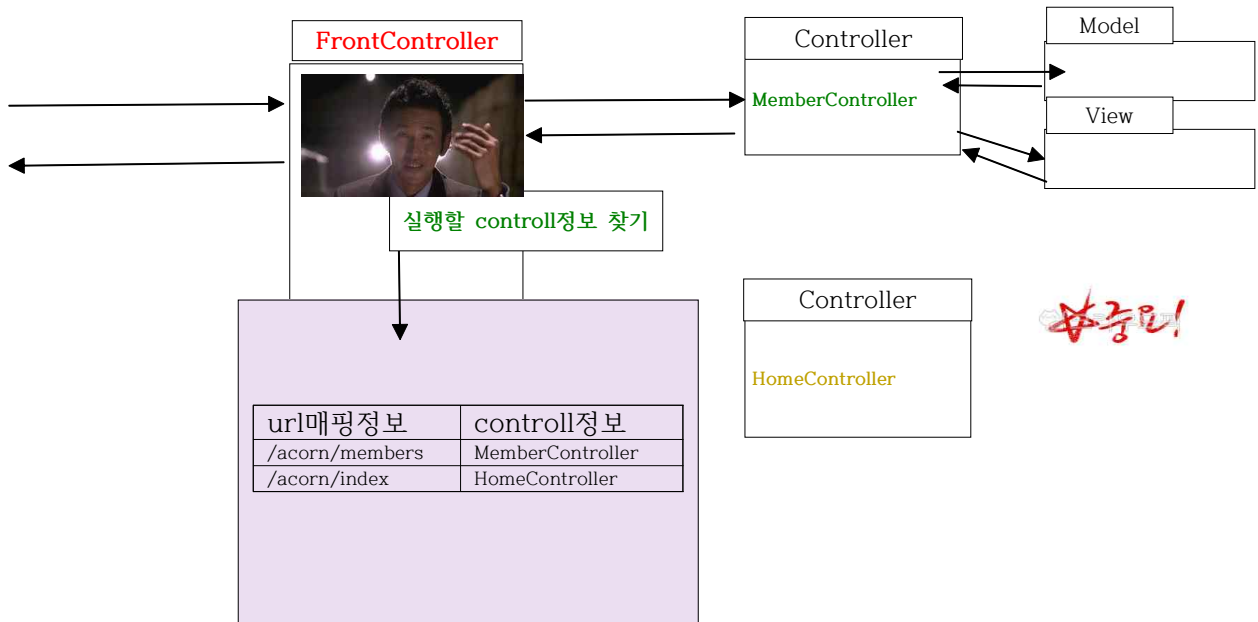 FrontController
Controller
Model
MemberController
View
실행할 controll정보 찾기
Controller
중요!
HomeController
url매핑정보 controll정보
/acorn/members MemberController
/acorn/index HomeController